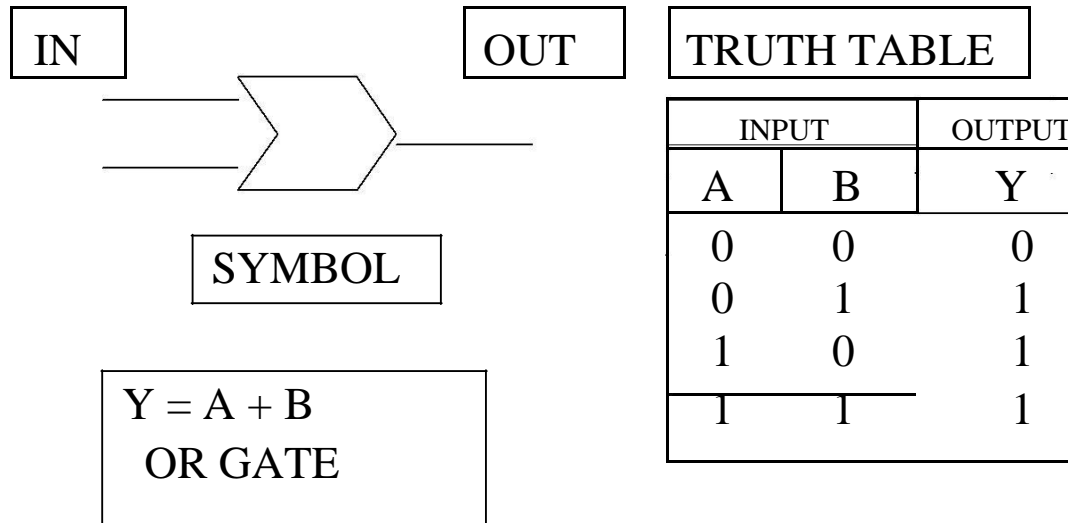 IN
OUT
TRUTH TABLE
INPUT OUTPUT
A B Y
0 0 0
0 1 1
1 0 1
1 1 1
SYMBOL
Y = A + B
OR GATE